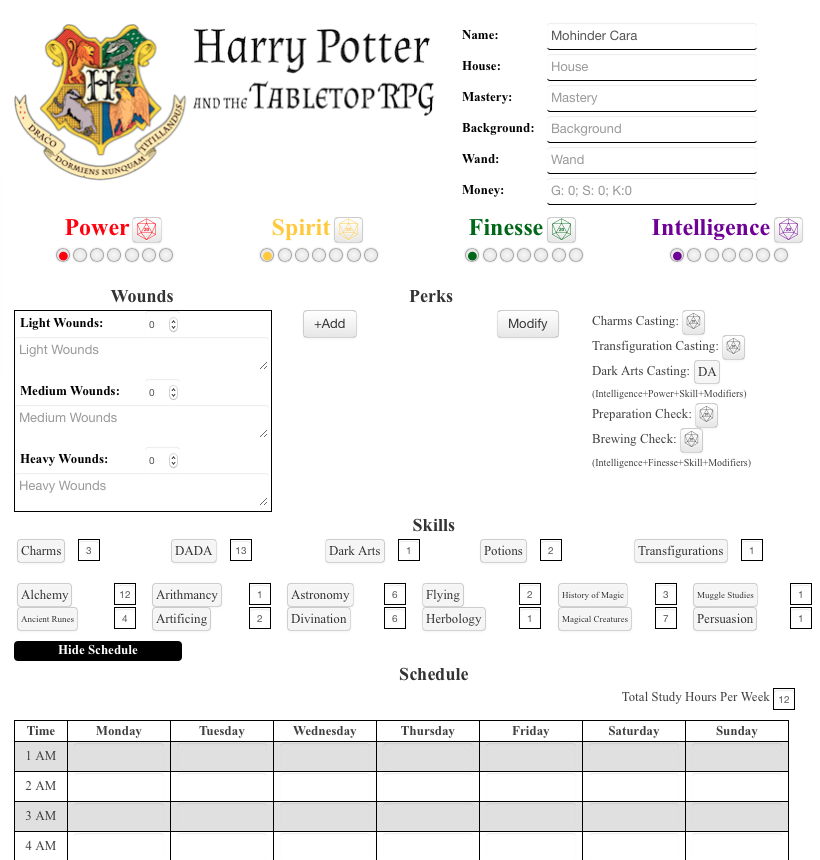 Harry Potter
AND THE TABLETOP RPG
DRACO DORMIENS NUNQUAM TITILLANDUS
H
Name: Mohinder Cara
House: House
Mastery: Mastery
Background: Background
Wand: Wand
Money: G: 0; S: 0; K:0
Power Spirit Finesse Intelligence
Wounds Perks
Light Wounds: 0 +Add Modify Charms Casting:
Light Wounds Transfiguration Casting:
Dark Arts Casting: DA
Medium Wounds: 0 (Intelligence+Power+Skill+Modifiers)
Medium Wounds Preparation Check:
Brewing Check:
Heavy Wounds: 0 (Intelligence+Finesse+Skill+Modifiers)
Heavy Wounds
Skills
Charms 3 DADA 13 Dark Arts 1 Potions 2 Transfigurations 1
Alchemy 12 Arithmancy 1 Astronomy 6 Flying 2 History of Magic 3 Muggle Studies 1
Ancient Runes 4 Artificing 2 Divination 6 Herbology 1 Magical Creatures 7 Persuasion 1
Hide Schedule
Schedule
Total Study Hours Per Week 12
Time Monday Tuesday Wednesday Thursday Friday Saturday Sunday
1 AM
2 AM
3 AM
4 AM